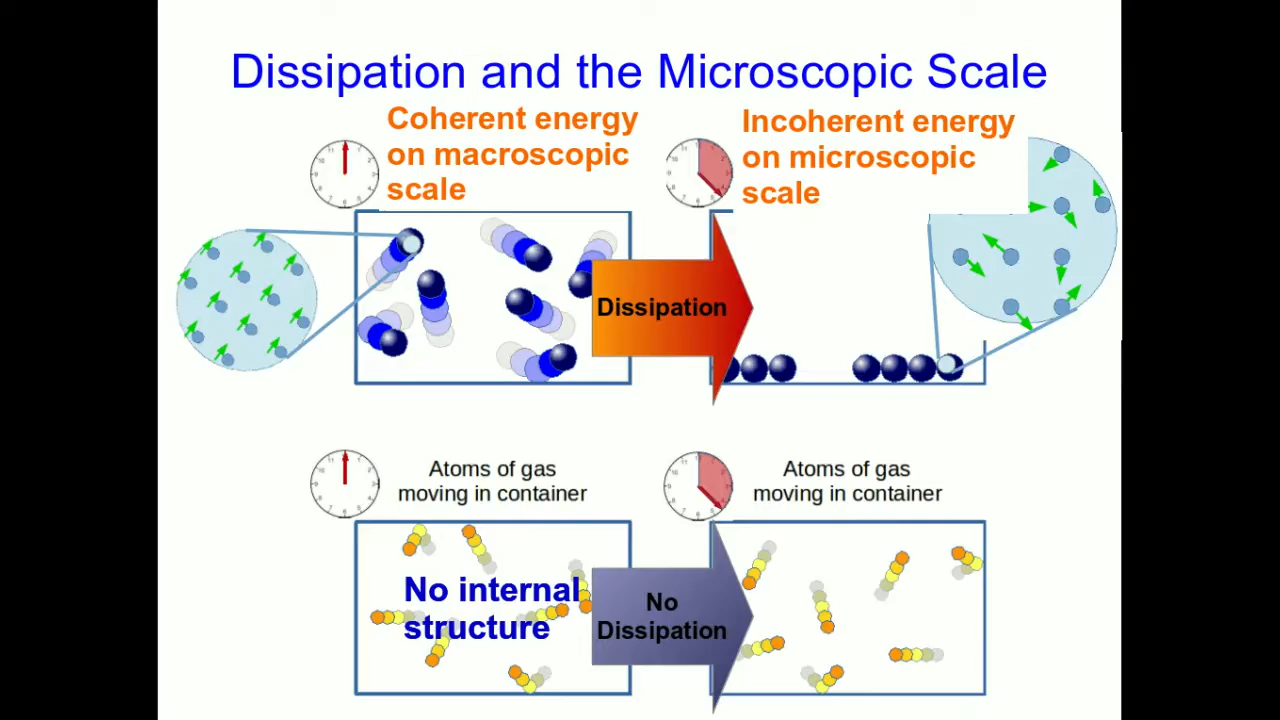 Dissipation and the Microscopic Scale
Coherent energy
on macroscopic
scale
Incoherent energy
on microscopic
scale
Dissipation
Atoms of gas
moving in container
Atoms of gas
moving in container
No internal
structure
No
Dissipation